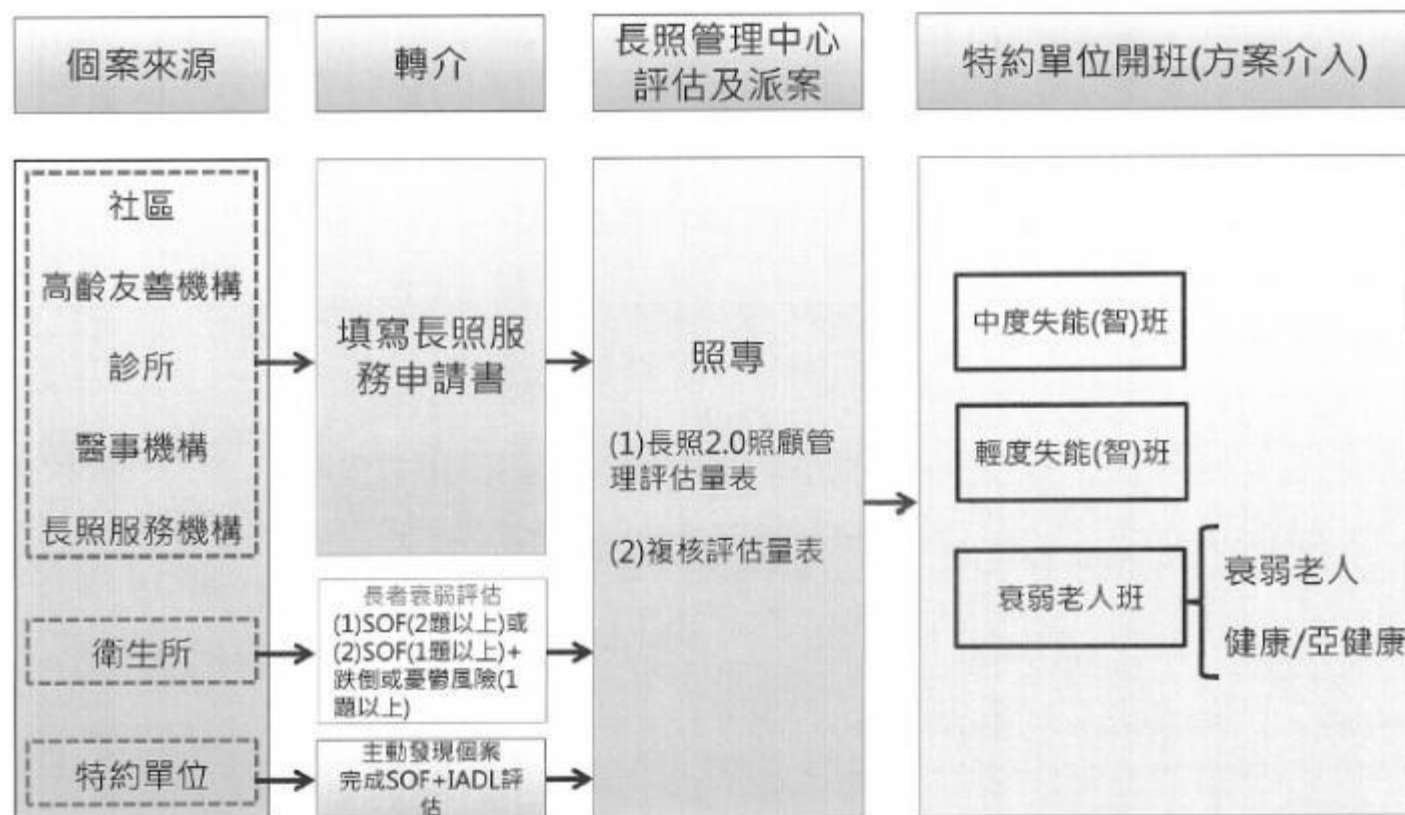 個案來源
轉介
長照管理中心
評估及派案
特約單位開班(方案介入)
社區
高齡友善機構
診所
醫事機構
長照服務機構
衛生所
特約單位
填寫長照服
務申請書
長者衰弱評估
(1)SOF(2題以上)或
(2)SOF(1題以上)+
跌倒或憂鬱風險(1
題以上)
主動發現個案
完成SOF+IADL評
估
照專
(1)長照2.0照顧管
理評估量表
(2)複核評估量表
中度失能(智)班
輕度失能(智)班
衰弱老人班
衰弱老人
健康/亞健康